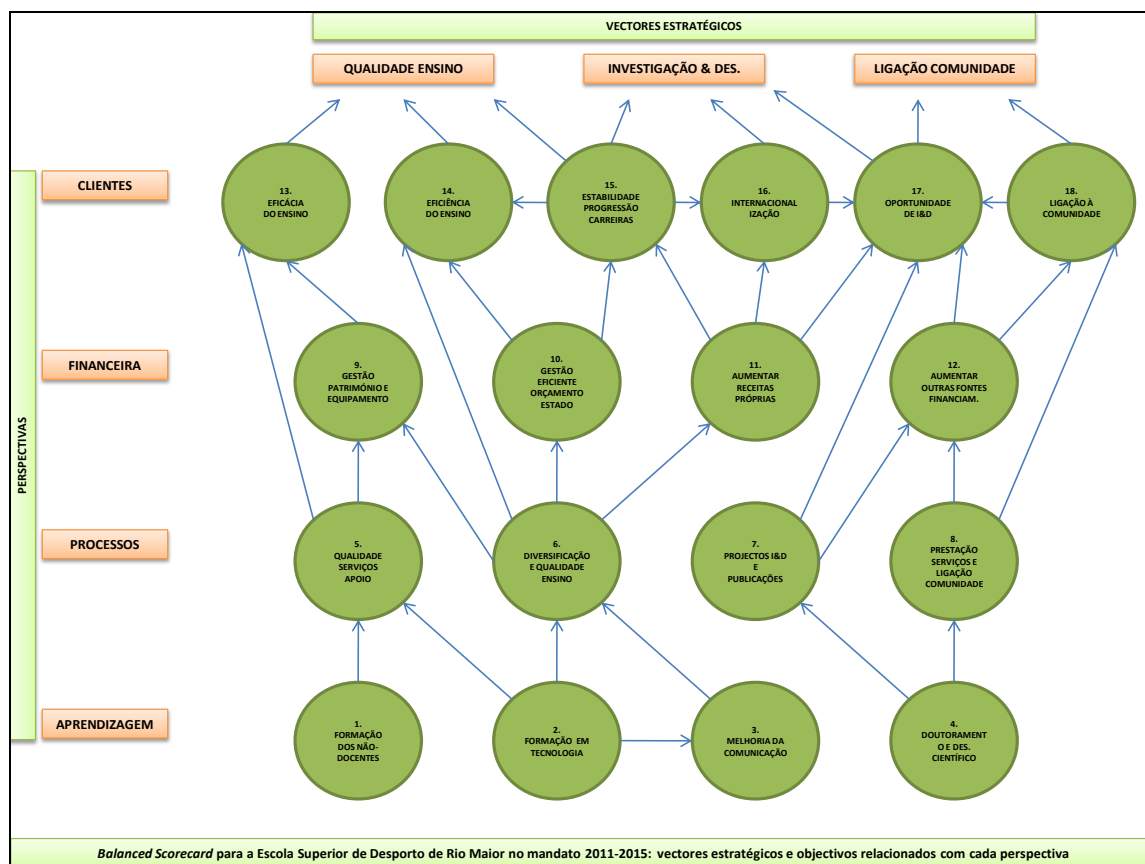 VECTORES ESTRATÉGICOS
QUALIDADE ENSINO
INVESTIGAÇÃO & DES.
LIGAÇÃO COMUNIDADE
PERSPECTIVAS
CLIENTES
13.
EFICÁCIA
DO ENSINO
14.
EFICIÊNCIA
DO ENSINO
15.
ESTABILIDADE
PROGRESSÃO
CARREIRAS
16.
INTERNACIONAL
IZAÇÃO
17.
OPORTUNIDADE
DE I&D
18.
LIGAÇÃO À
COMUNIDADE
FINANCEIRA
9.
GESTÃO
PATRIMÓNIO E
EQUIPAMENTO
10.
GESTÃO
EFICIENTE
ORÇAMENTO
ESTADO
11.
AUMENTAR
RECEITAS
PRÓPRIAS
12.
AUMENTAR
OUTRAS FONTES
FINANCIAM.
PROCESSOS
5.
QUALIDADE
SERVIÇOS
APOIO
6.
DIVERSIFICAÇÃO
E QUALIDADE
ENSINO
7.
PROJECTOS I&D
E
PUBLICAÇÕES
8.
PRESTAÇÃO
SERVIÇOS E
LIGAÇÃO
COMUNIDADE
APRENDIZAGEM
1.
FORMAÇÃO
DOS NÃO-
DOCENTES
2.
FORMAÇÃO EM
TECNOLOGIA
3.
MELHORIA DA
COMUNICAÇÃO
4.
DOUTORAMENT
O E DES.
CIENTÍFICO
Balanced Scorecard para a Escola Superior de Desporto de Rio Maior no mandato 2011-2015: vectores estratégicos e objectivos relacionados com cada perspectiva